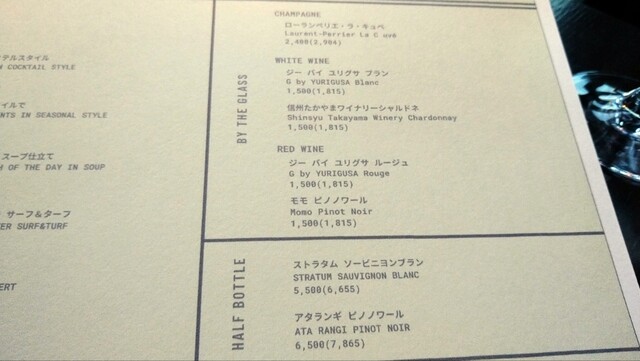 テルスタイル
COCKTAIL STYLE
イルで
NTS IN SEASONAL STYLE
スープ仕立て
OF THE DAY IN SOUP
サーフ&ターフ
SURF&TURF
CHAMPAGNE
ローランペリエ・ラ・キュベ
Laurent-Perrier La C uvé
2,400(2,904)
BY THE GLASS
WHITE WINE
ジー バイ ユリグサ ブラン
G by YURIGUSA Blanc
1,500(1,815)
信州たかやまワイナリーシャルドネ
Shinsyu Takayama Winery Chardonnay
1,500(1,815)
RED WINE
ジー バイ ユリグサ ルージュ
G by YURIGUSA Rouge
1,500(1,815)
モモ ピノノワール
Momo Pinot Noir
1,500(1,815)
HALF BOTTLE
ストラタム ソービニヨンブラン
STRATUM SAUVIGNON BLANC
5,500(6,655)
アタランギ ピノノワール
ATA RANGI PINOT NOIR
6,500(7,865)